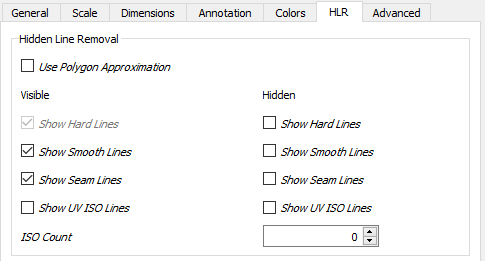 General Scale Dimensions Annotation Colors HLR Advanced
Hidden Line Removal
Use Polygon Approximation
Visible Hidden
Show Hard Lines Show Hard Lines
Show Smooth Lines Show Smooth Lines
Show Seam Lines Show Seam Lines
Show UV ISO Lines Show UV ISO Lines
ISO Count 0